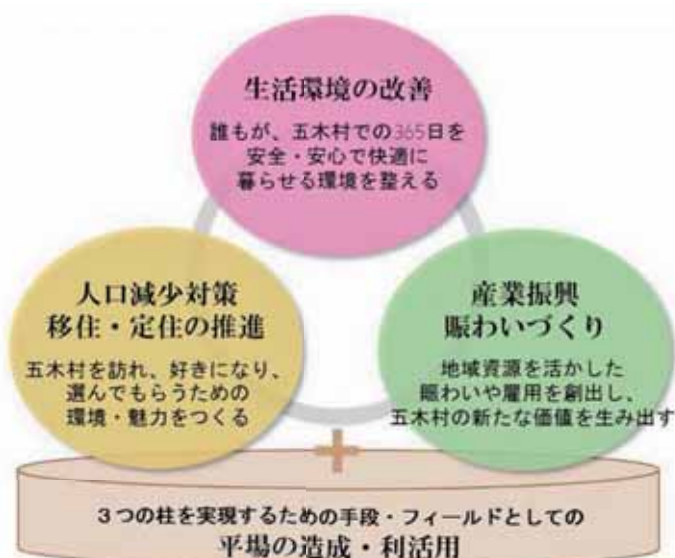 生活環境の改善
誰もが、五木村での365日を
安全・安心で快適に
暮らせる環境を整える
人口減少対策
移住・定住の推進
五木村を訪れ、好きになり、
選んでもらうための
環境・魅力をつくる
産業振興
賑わいづくり
地域資源を活かした
賑わいや雇用を創出し、
五木村の新たな価値を生み出す
+
3つの柱を実現するための手段・フィールドとしての
平場の造成・利活用